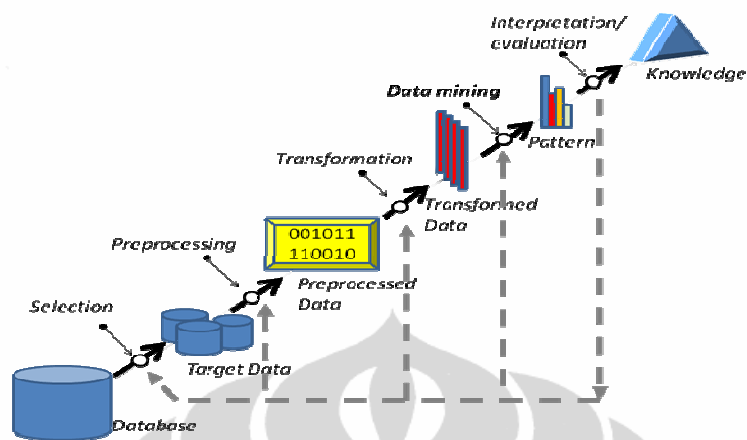 Interpretation/
evaluation
Knowledge
Data mining
Pattern
Transformation
Transformed
Data
001011
110010
Preprocessing
Preprocessed
Data
Selection
Target Data
Database